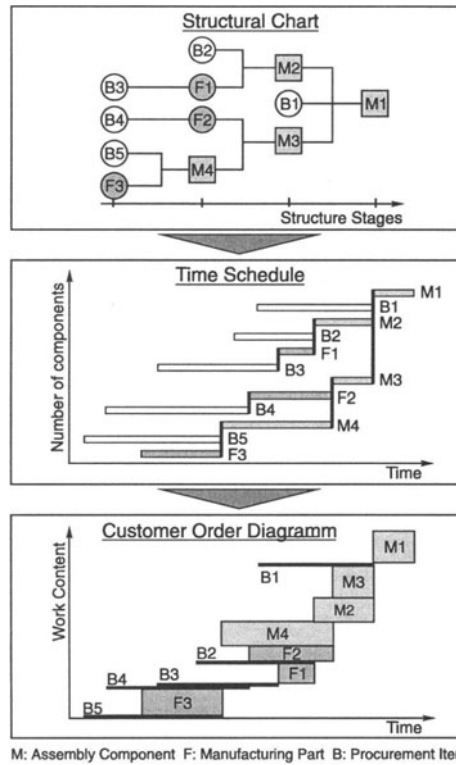 Structural Chart
B2
M2
B3
F1
B1
M1
B4
F2
M3
B5
M4
F3
Structure Stages
Time Schedule
Number of components
M1
B1
M2
B2
F1
B3
M3
F2
B4
M4
B5
F3
Time
Customer Order Diagramm
Work Content
M1
B1
M3
M2
M4
B2
F2
B4
B3
F1
F3
B5
Time
M: Assembly Component F: Manufacturing Part B: Procurement Ite